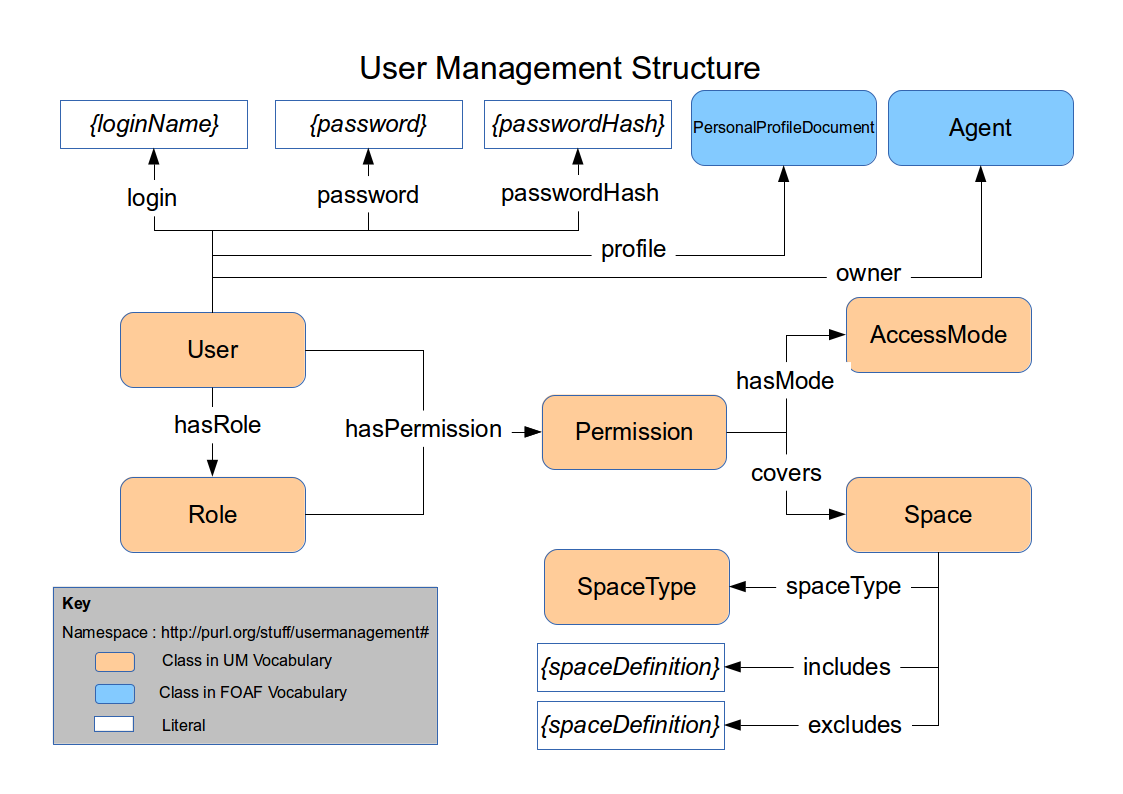 User Management Structure
{loginName}
{password}
{passwordHash}
PersonalProfileDocument
Agent
login
password
passwordHash
profile
owner
User
AccessMode
hasMode
hasRole
hasPermission
Permission
covers
Role
Space
SpaceType
spaceType
{spaceDefinition}
includes
{spaceDefinition}
excludes
Key
Namespace : http://purl.org/stuff/usermanagement#
Class in UM Vocabulary
Class in FOAF Vocabulary
Literal